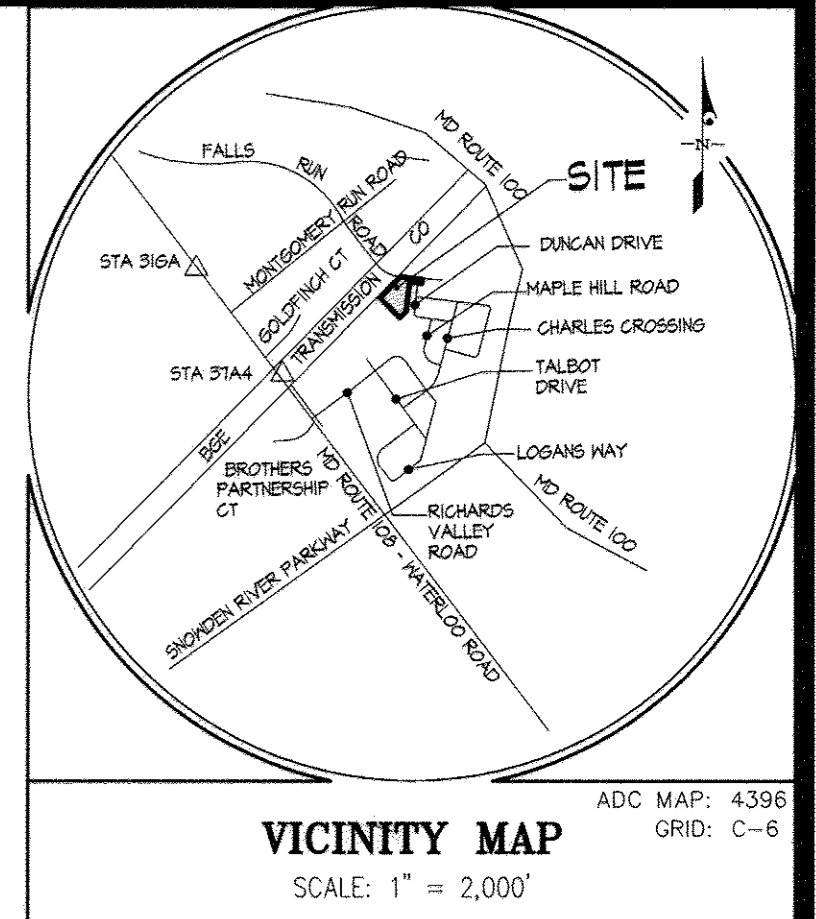 MD ROUTE 100
FALLS
RUN
ROAD
MONTGOMERY RUN ROAD
SITE
-N-
STA 31GA
GOLDFINCH CT
DUNCAN DRIVE
MAPLE HILL ROAD
CHARLES CROSSING
TALBOT
DRIVE
STA 37A4
BGE
TRANSMISSION
BROTHERS
PARTNERSHIP
CT
LOGANS WAY
MD ROUTE 100
RICHARDS
VALLEY
ROAD
MD ROUTE 108 - WATERLOO ROAD
SNOWDEN RIVER PARKWAY
ADC MAP: 4396
GRID: C-6
VICINITY MAP
SCALE: 1" = 2,000'